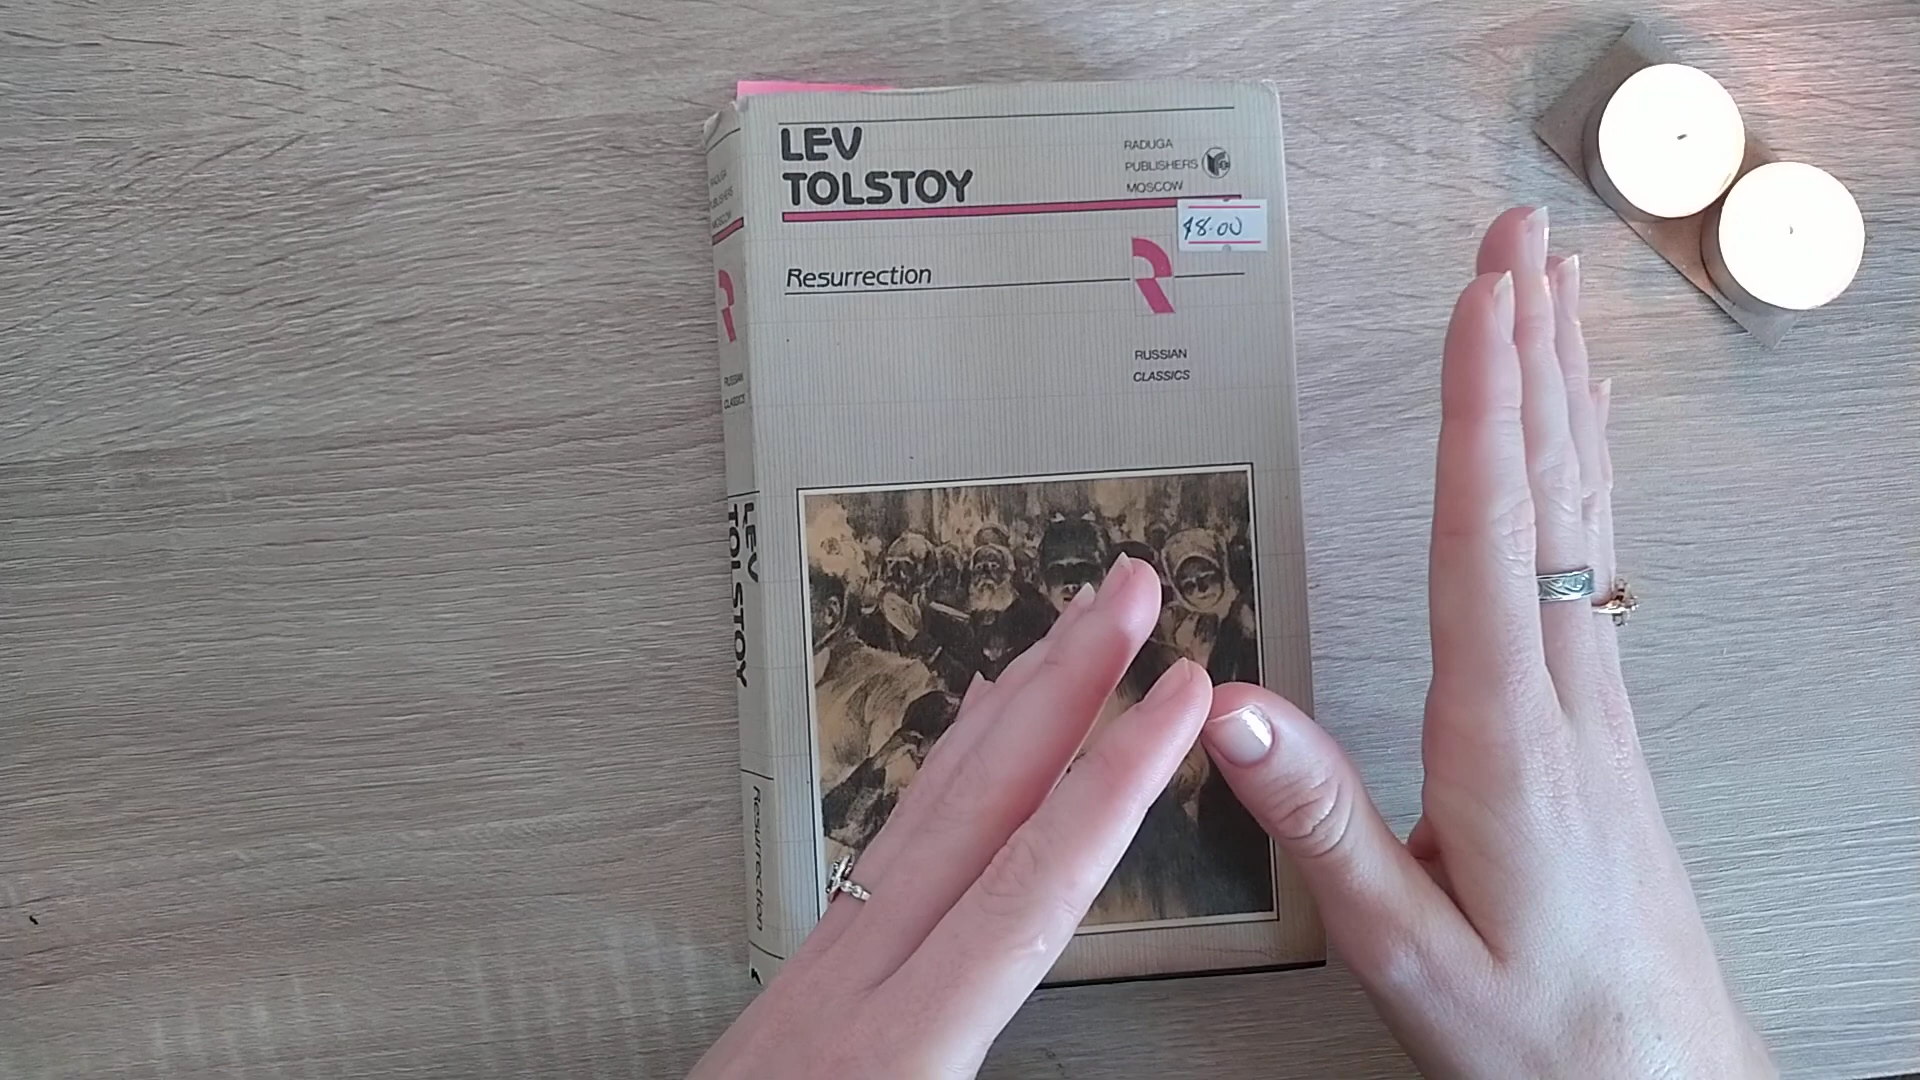 LEV
TOLSTOY
RADUGA
PUBLISHERS
MOSCOW
$8.00
Resurrection
RUSSIAN
CLASSICS
RADUGA
PUBLISHERS
MOSCOW
RUSSIAN
CLASSICS
LEV
TOLSTOY
Resurrection